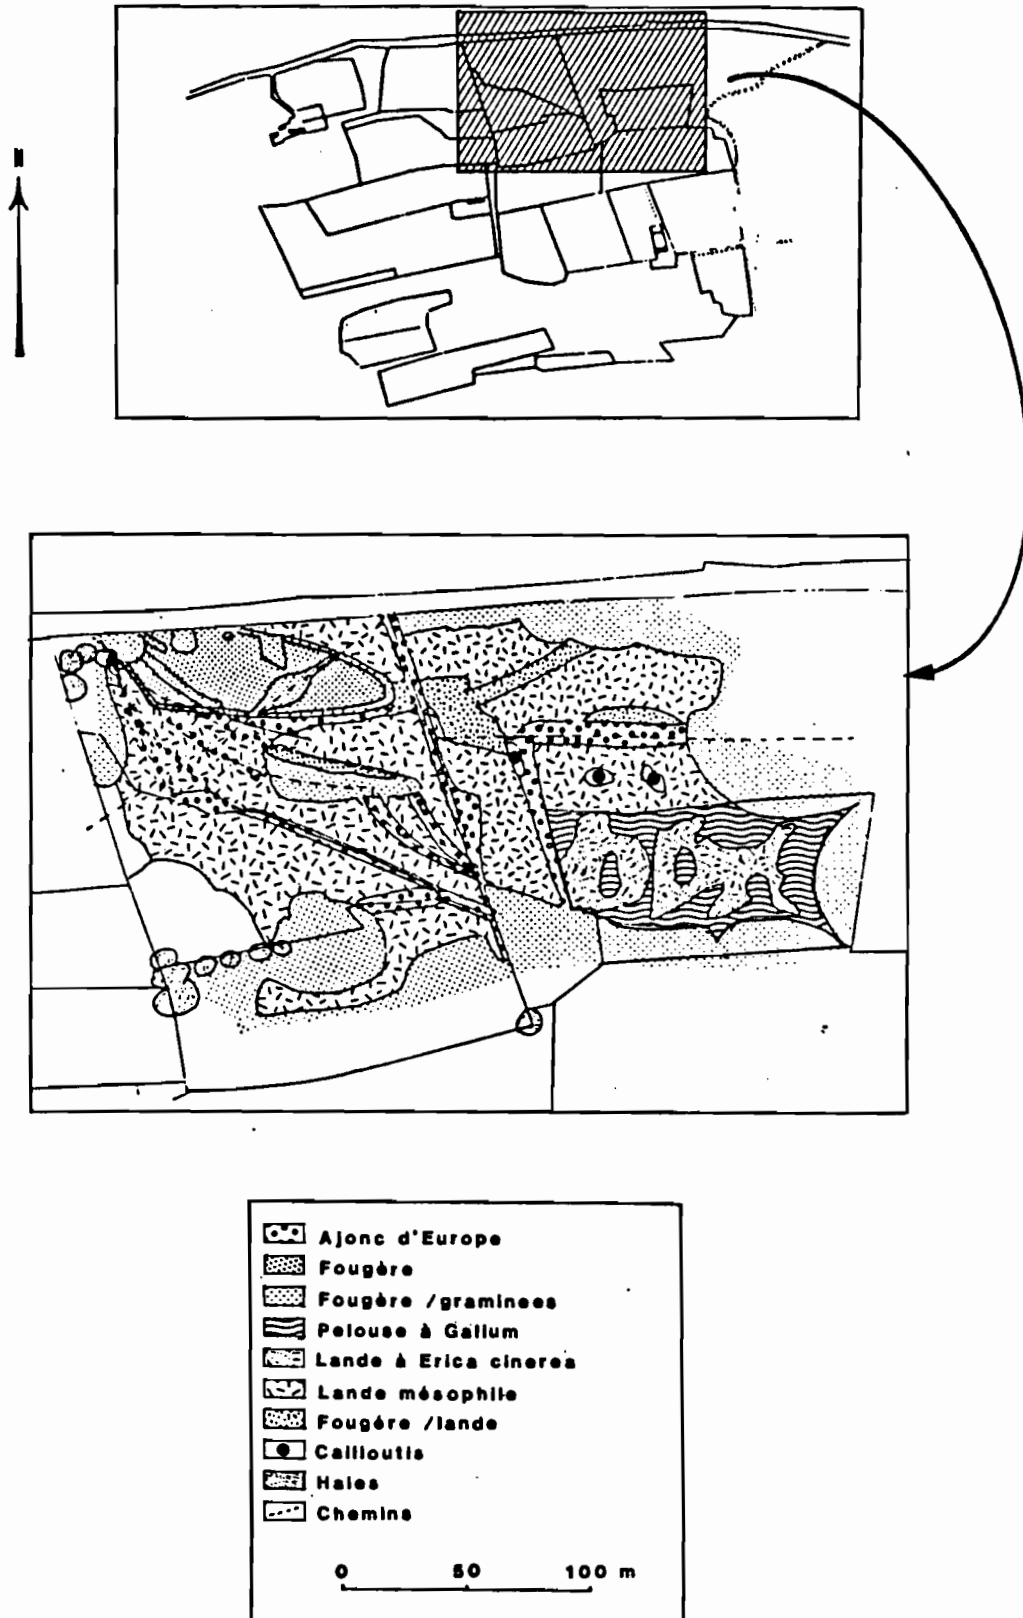 N
Ajonc d'Europe
Fougère
Fougère /graminees
Pelouse à Galium
Lande à Erica cinerea
Lande mésophile
Fougére /lande
Cailloutis
Haies
Chemins
0 50 100 m